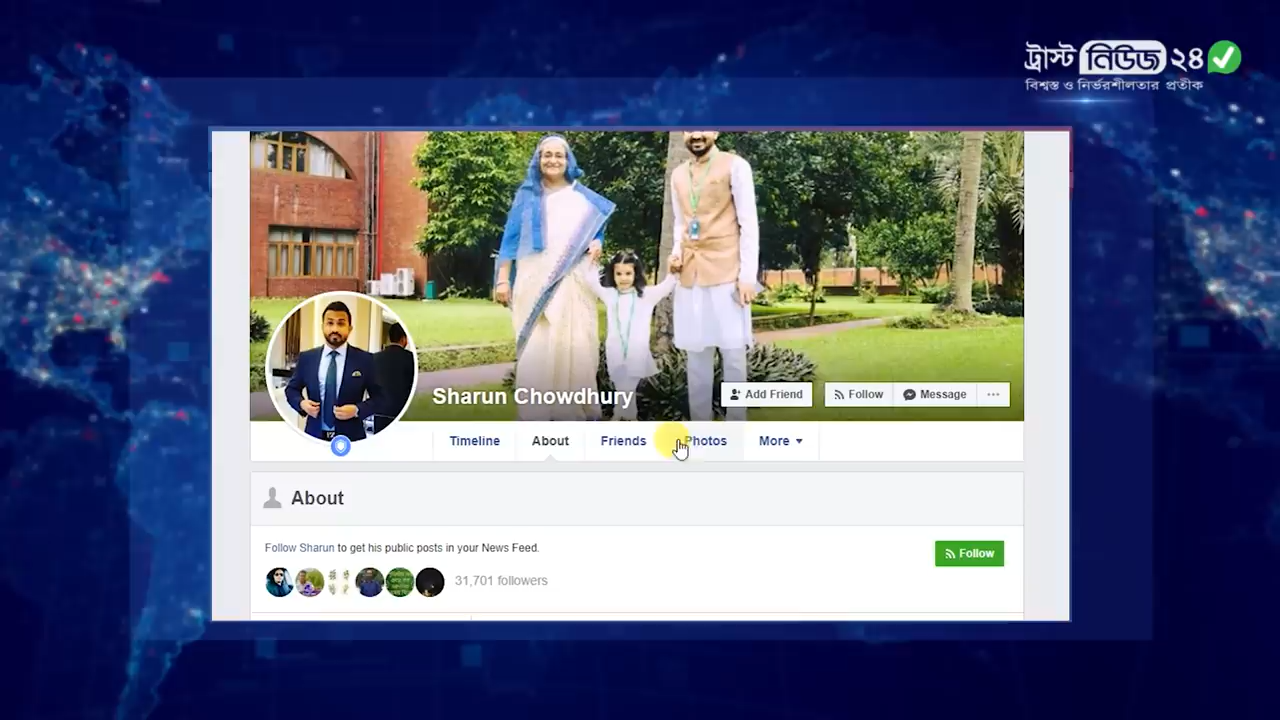 ট্রাস্ট নিউজ ২৪
বিশ্বস্ত ও নির্ভরশীলতার প্রতীক
Sharun Chowdhury
Add Friend
Follow
Message
Timeline
About
Friends
Photos
More
About
Follow Sharun to get his public posts in your News Feed.
Follow
31,701 followers